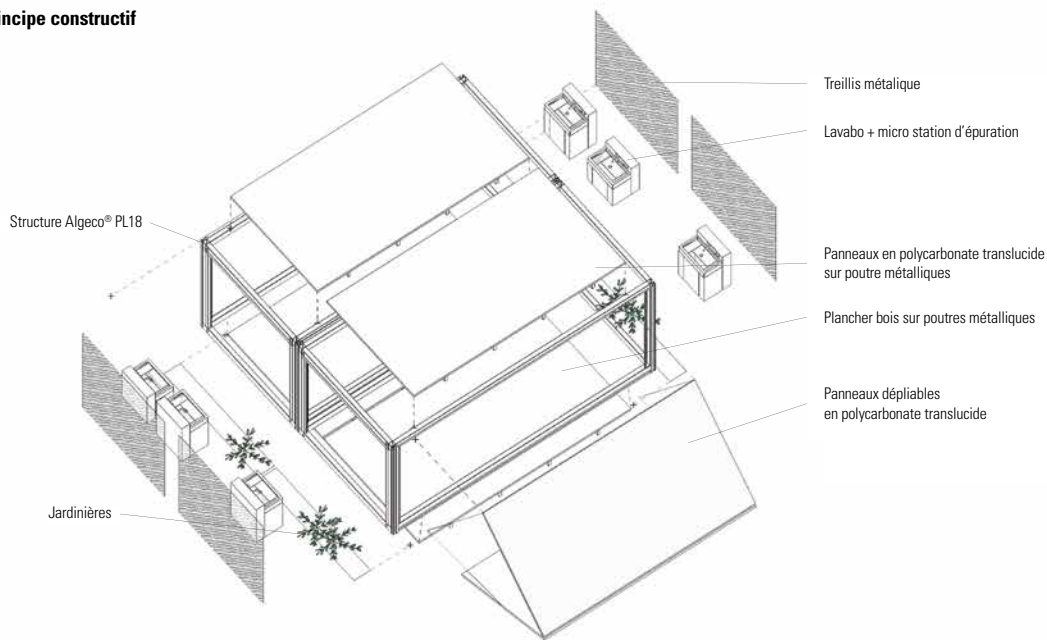 incipe constructif
Treillis métalique
Lavabo + micro station d'épuration
Structure Algeco® PL18
Panneaux en polycarbonate translucide
sur poutre métalliques
Plancher bois sur poutres métalliques
Panneaux dépliables
en polycarbonate translucide
Jardinières